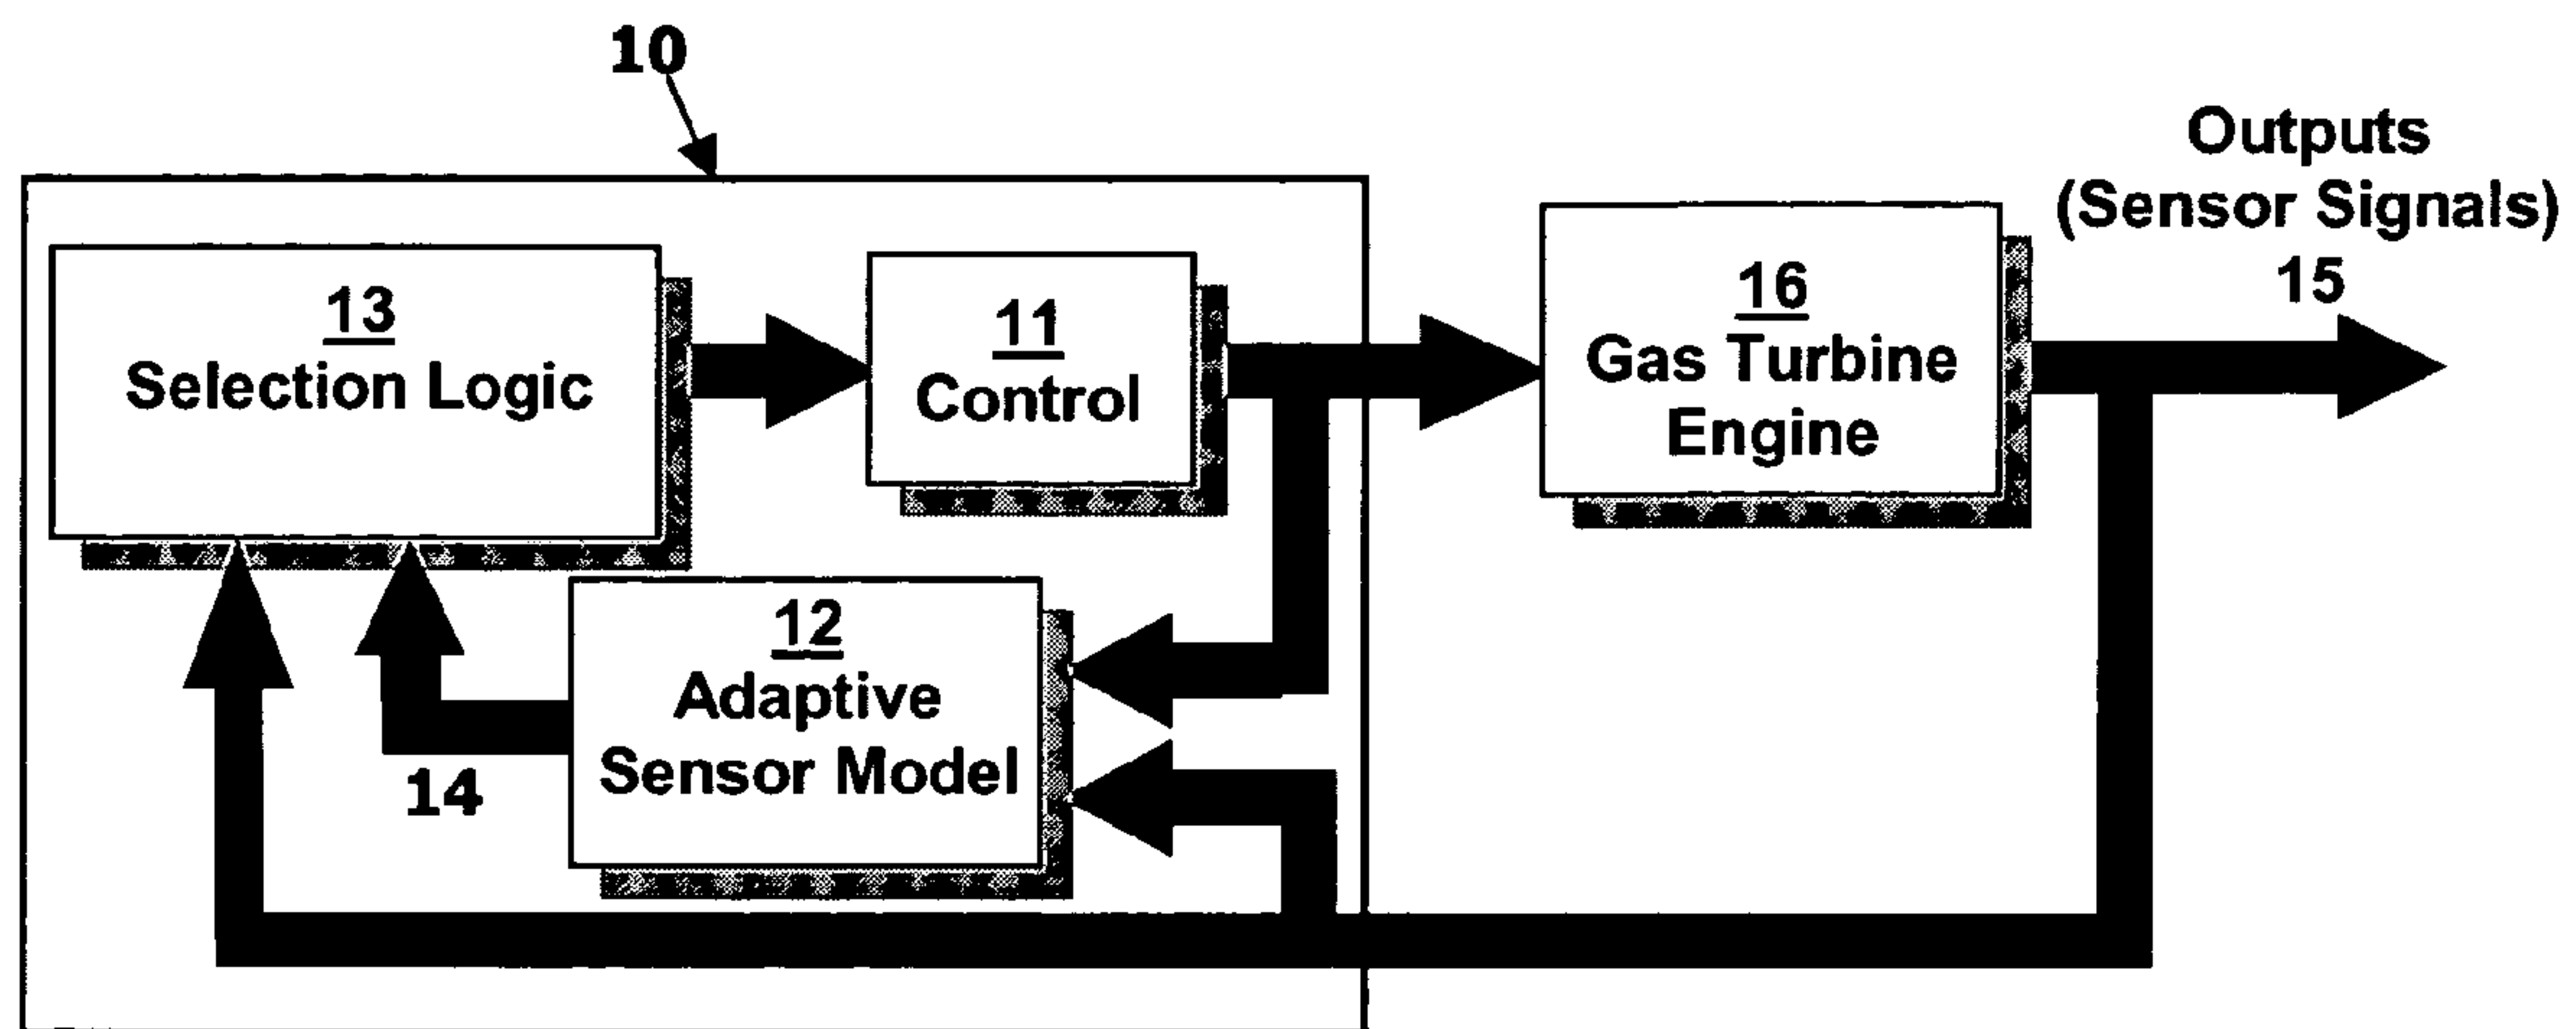 10
Outputs
(Sensor Signals)
15
13
Selection Logic
11
Control
16
Gas Turbine
Engine
12
Adaptive
Sensor Model
14